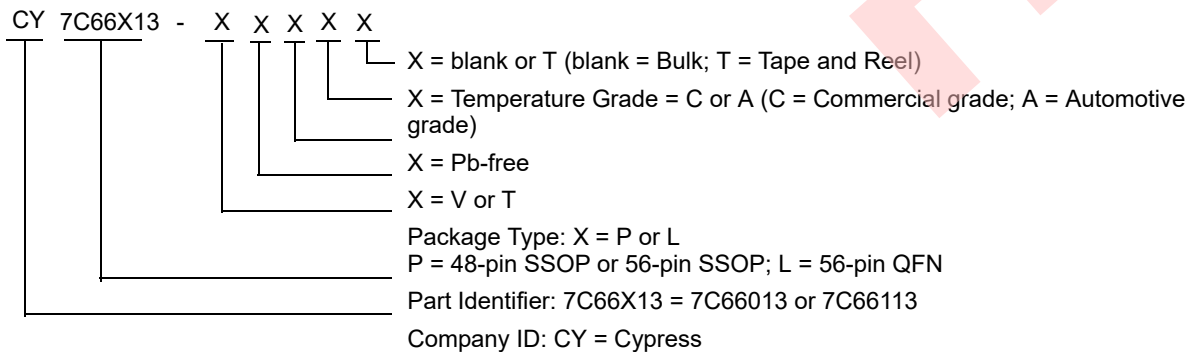 CY 7C66X13 - X X X X X
X = blank or T (blank = Bulk; T = Tape and Reel)
X = Temperature Grade = C or A (C = Commercial grade; A = Automotive
grade)
X = Pb-free
X = V or T
Package Type: X = P or L
P = 48-pin SSOP or 56-pin SSOP; L = 56-pin QFN
Part Identifier: 7C66X13 = 7C66013 or 7C66113
Company ID: CY = Cypress